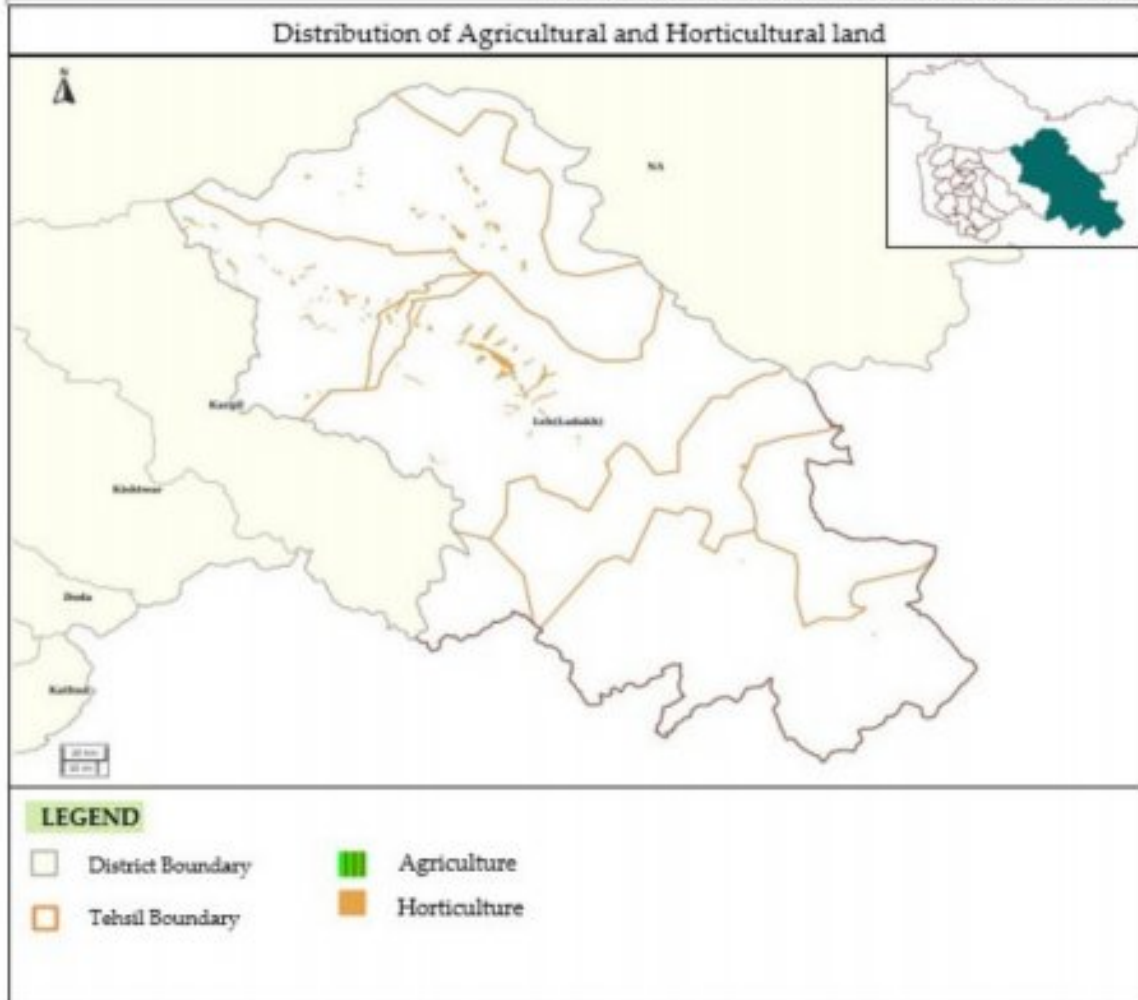 Distribution of Agricultural and Horticultural land
N
NA
Kargil
Leh(Ladakh)
Kishtwar
Doda
Kathua
LEGEND
District Boundary
Agriculture
Tehsil Boundary
Horticulture